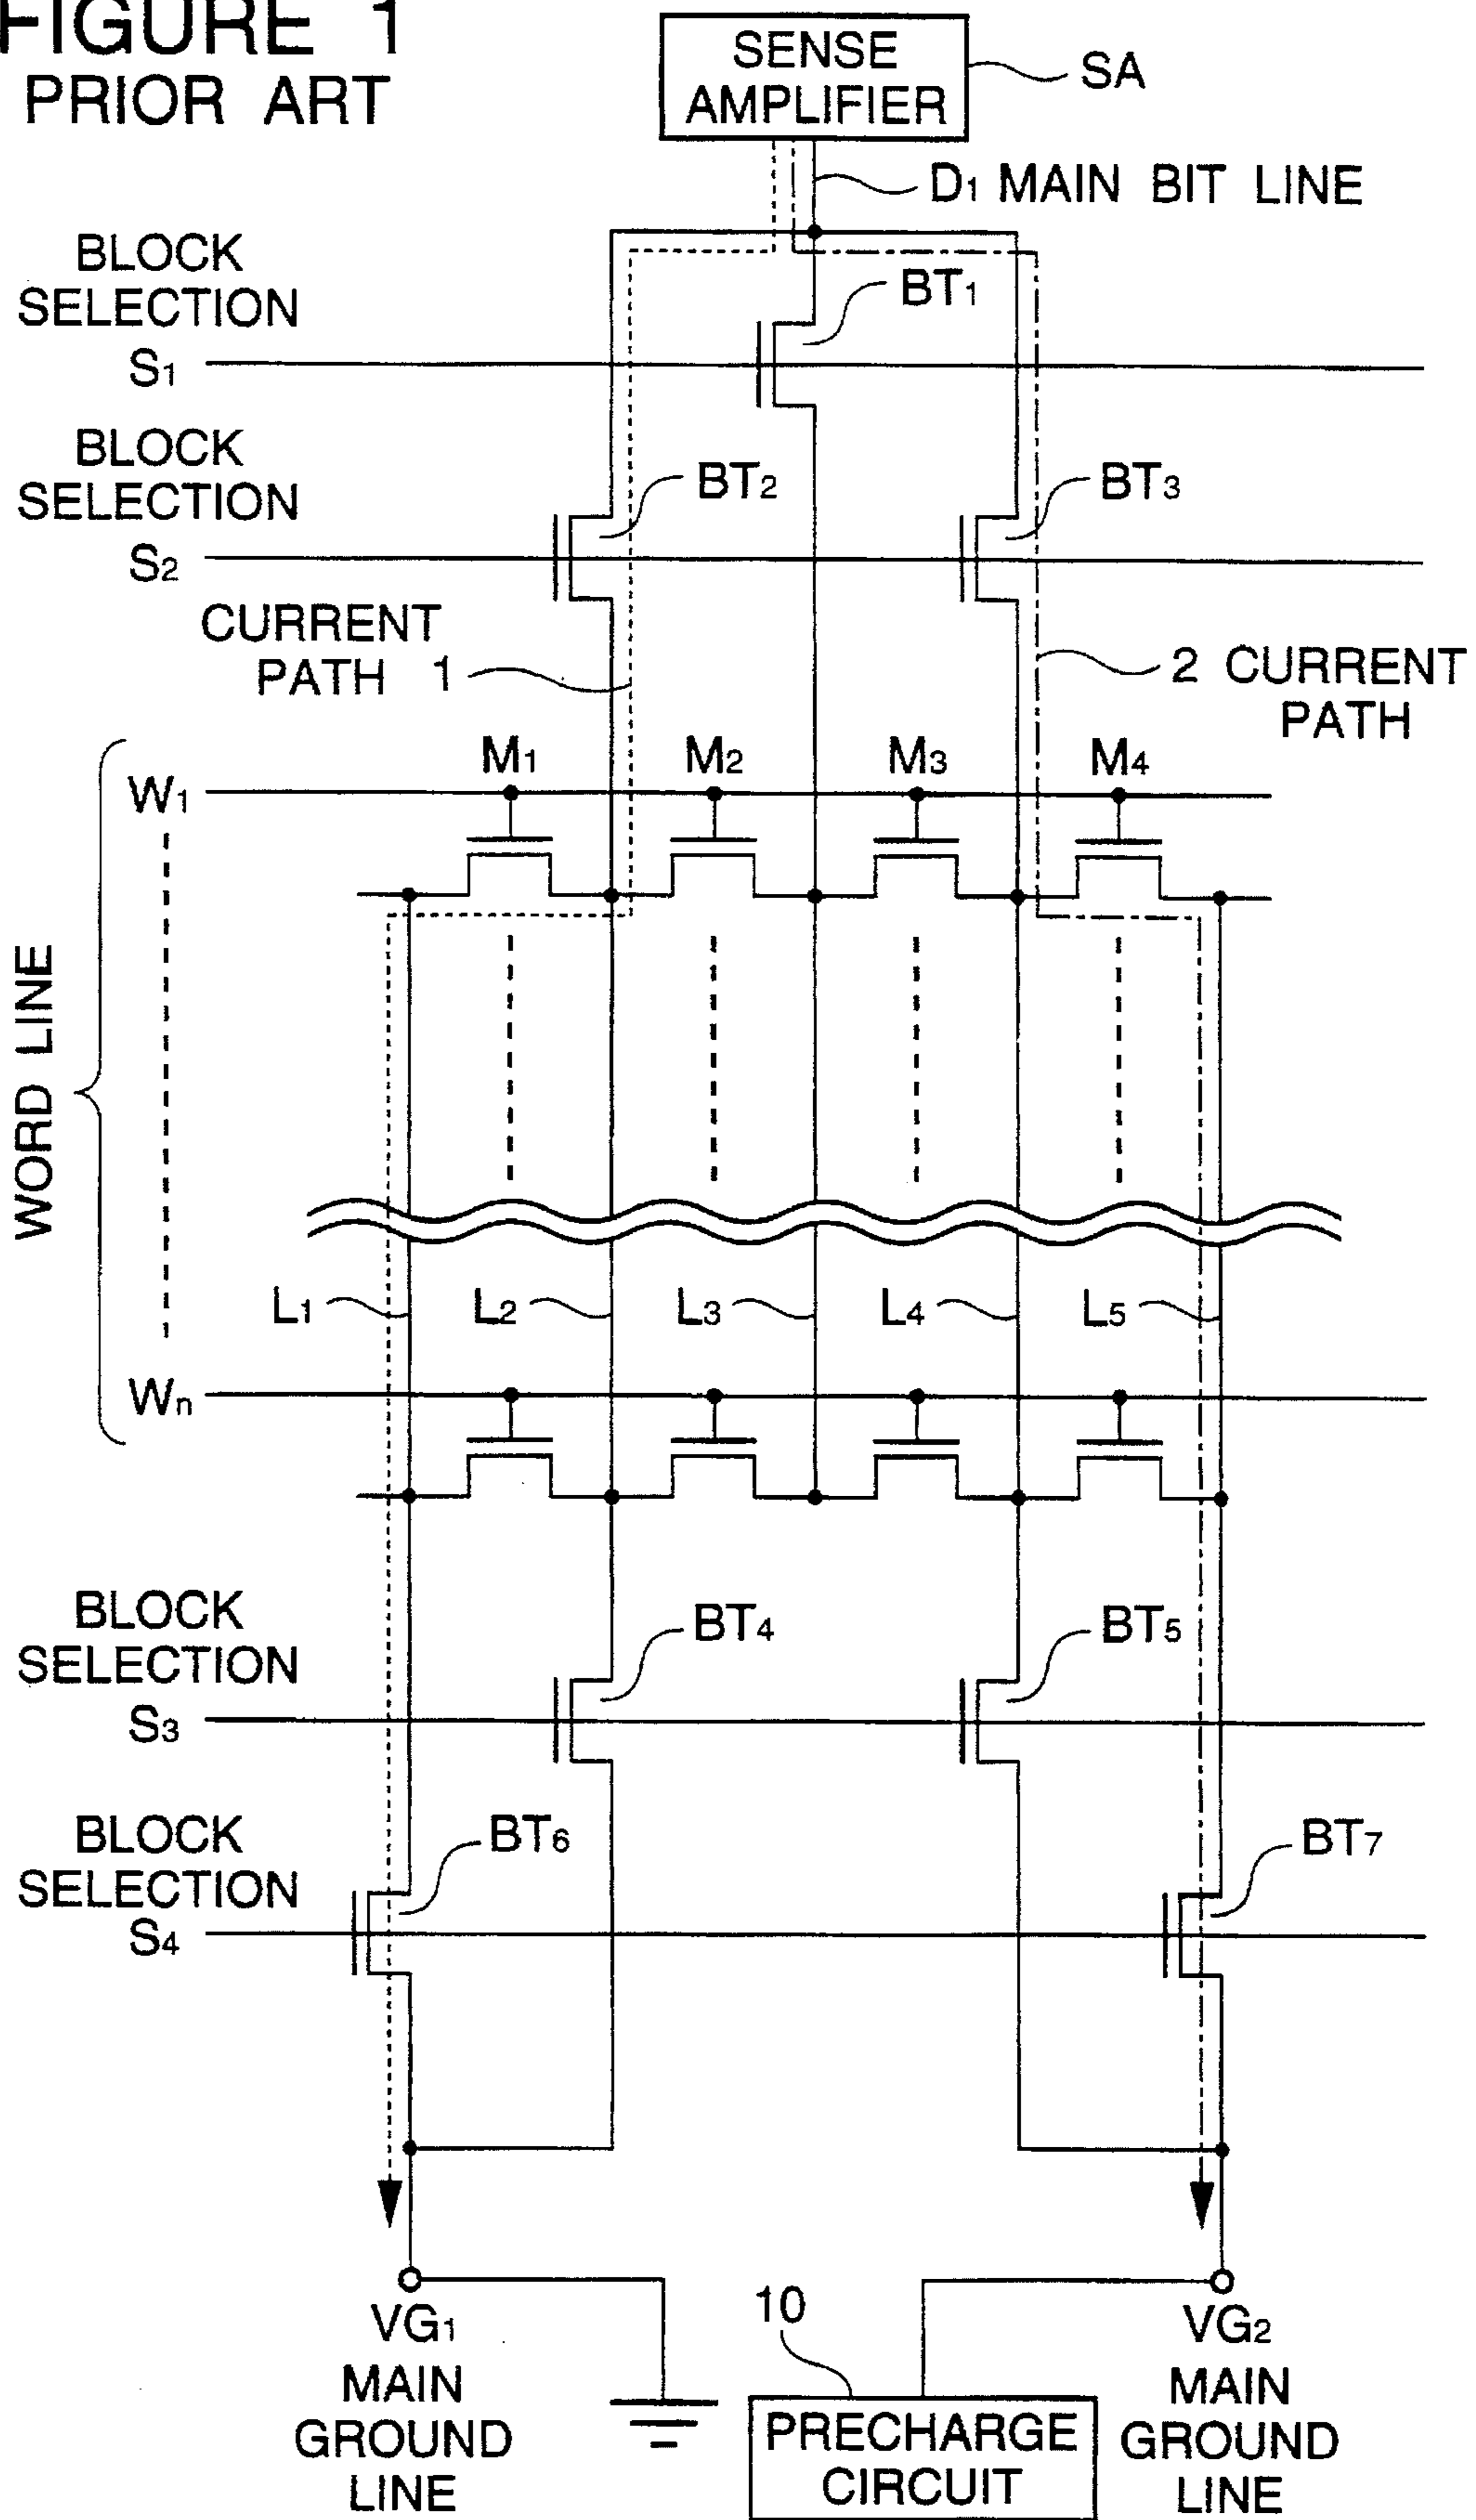 FIGURE 1
PRIOR ART
SENSE
AMPLIFIER
SA
D1 MAIN BIT LINE
BLOCK
SELECTION
S1
BT1
BLOCK
SELECTION
S2
BT2
BT3
CURRENT
PATH 1
2 CURRENT
PATH
WORD LINE
W1
M1
M2
M3
M4
L1
L2
L3
L4
L5
Wn
BLOCK
SELECTION
S3
BT4
BT5
BLOCK
SELECTION
S4
BT6
BT7
VG1
MAIN
GROUND
LINE
10
PRECHARGE
CIRCUIT
VG2
MAIN
GROUND
LINE